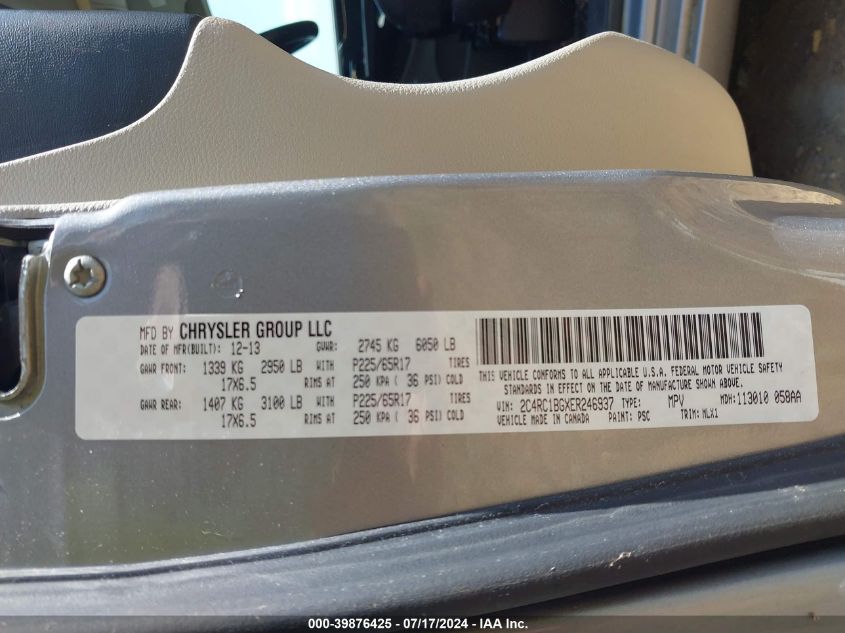 MFD BY CHRYSLER GROUP LLC
DATE OF MFR(BUILT): 12-13 GVWR: 2745 KG 6050 LB
GAWR FRONT: 1339 KG 2950 LB WITH P225/65R17 TIRES
17X6.5 RIMS AT 250 KPA ( 36 PSI) COLD
GAWR REAR: 1407 KG 3100 LB WITH P225/65R17 TIRES
17X6.5 RIMS AT 250 KPA ( 36 PSI) COLD
THIS VEHICLE CONFORMS TO ALL APPLICABLE U.S.A. FEDERAL MOTOR VEHICLE SAFETY
STANDARDS IN EFFECT ON THE DATE OF MANUFACTURE SHOWN ABOVE.
VIN: 2C4RC1BGXER246937 TYPE: MPV MDH: 113010 058AA
VEHICLE MADE IN CANADA PAINT: PSC TRIM: MLX1
000-39876425 - 07/17/2024 - IAA Inc.